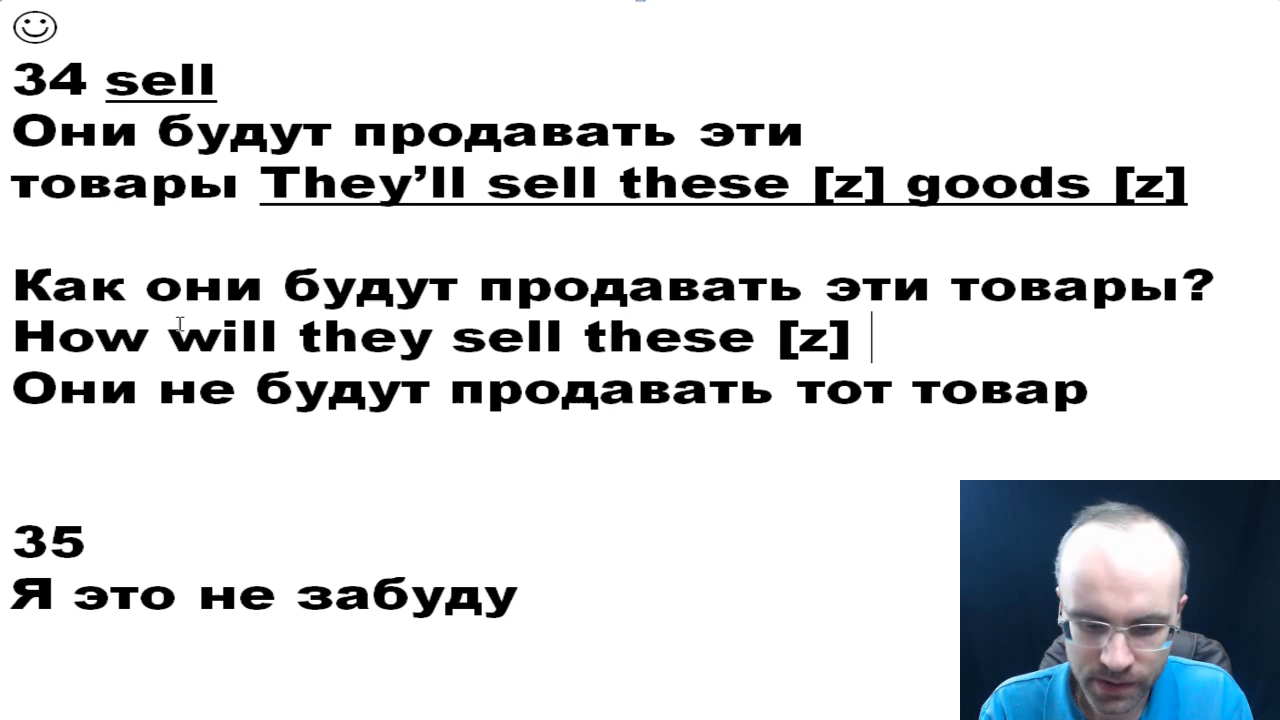 34 sell
Они будут продавать эти
товары They’ll sell these [z] goods [z]
Как они будут продавать эти товары?
How will they sell these [z]
Они не будут продавать тот товар
35
Я это не забуду